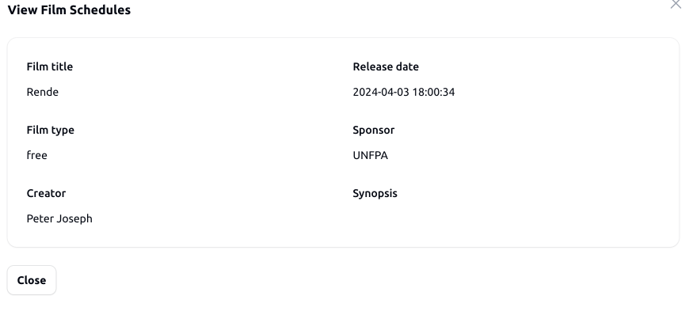 View Film Schedules
Film title
Rende
Release date
2024-04-03 18:00:34
Film type
free
Sponsor
UNFPA
Creator
Peter Joseph
Synopsis
Close